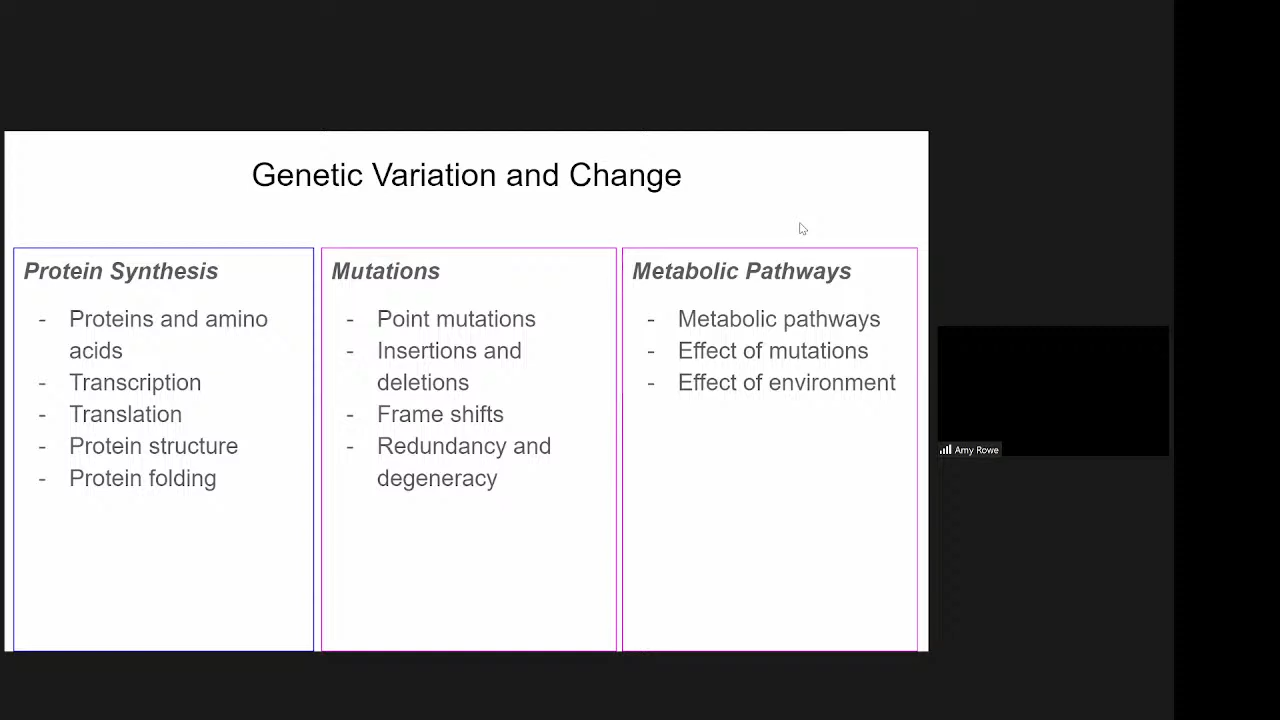 Genetic Variation and Change
Protein Synthesis
- Proteins and amino
acids
- Transcription
- Translation
- Protein structure
- Protein folding
Mutations
- Point mutations
- Insertions and
deletions
- Frame shifts
- Redundancy and
degeneracy
Metabolic Pathways
- Metabolic pathways
- Effect of mutations
- Effect of environment
Amy Rowe